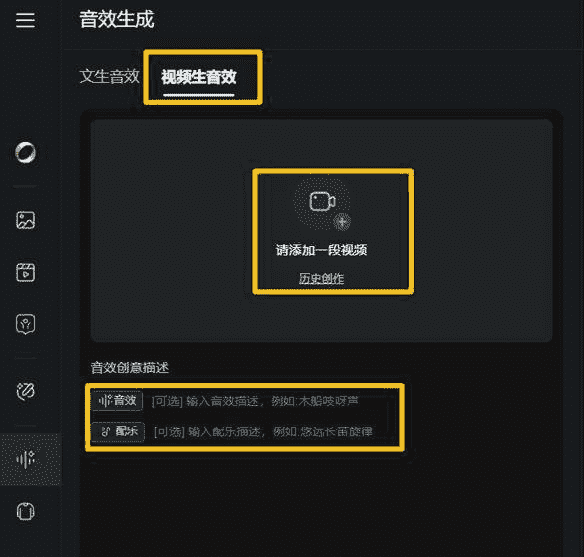 音效生成
文生音效 视频生音效
请添加一段视频
历史创作
音效创意描述
音效 [可选] 输入音效描述，例如:木船吱呀声
配乐 [可选] 输入配乐描述，例如:悠远长笛旋律